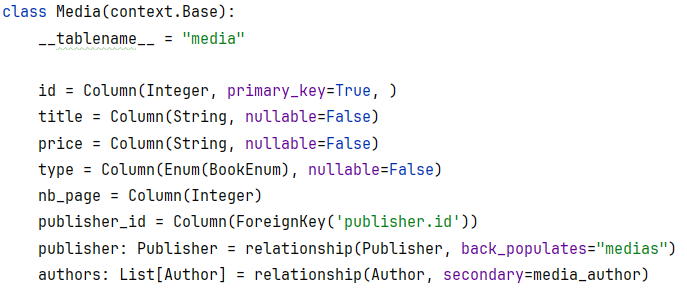 class Media(context.Base):
    __tablename__ = "media"

    id = Column(Integer, primary_key=True, )
    title = Column(String, nullable=False)
    price = Column(String, nullable=False)
    type = Column(Enum(BookEnum), nullable=False)
    nb_page = Column(Integer)
    publisher_id = Column(ForeignKey('publisher.id'))
    publisher: Publisher = relationship(Publisher, back_populates="medias")
    authors: List[Author] = relationship(Author, secondary=media_author)